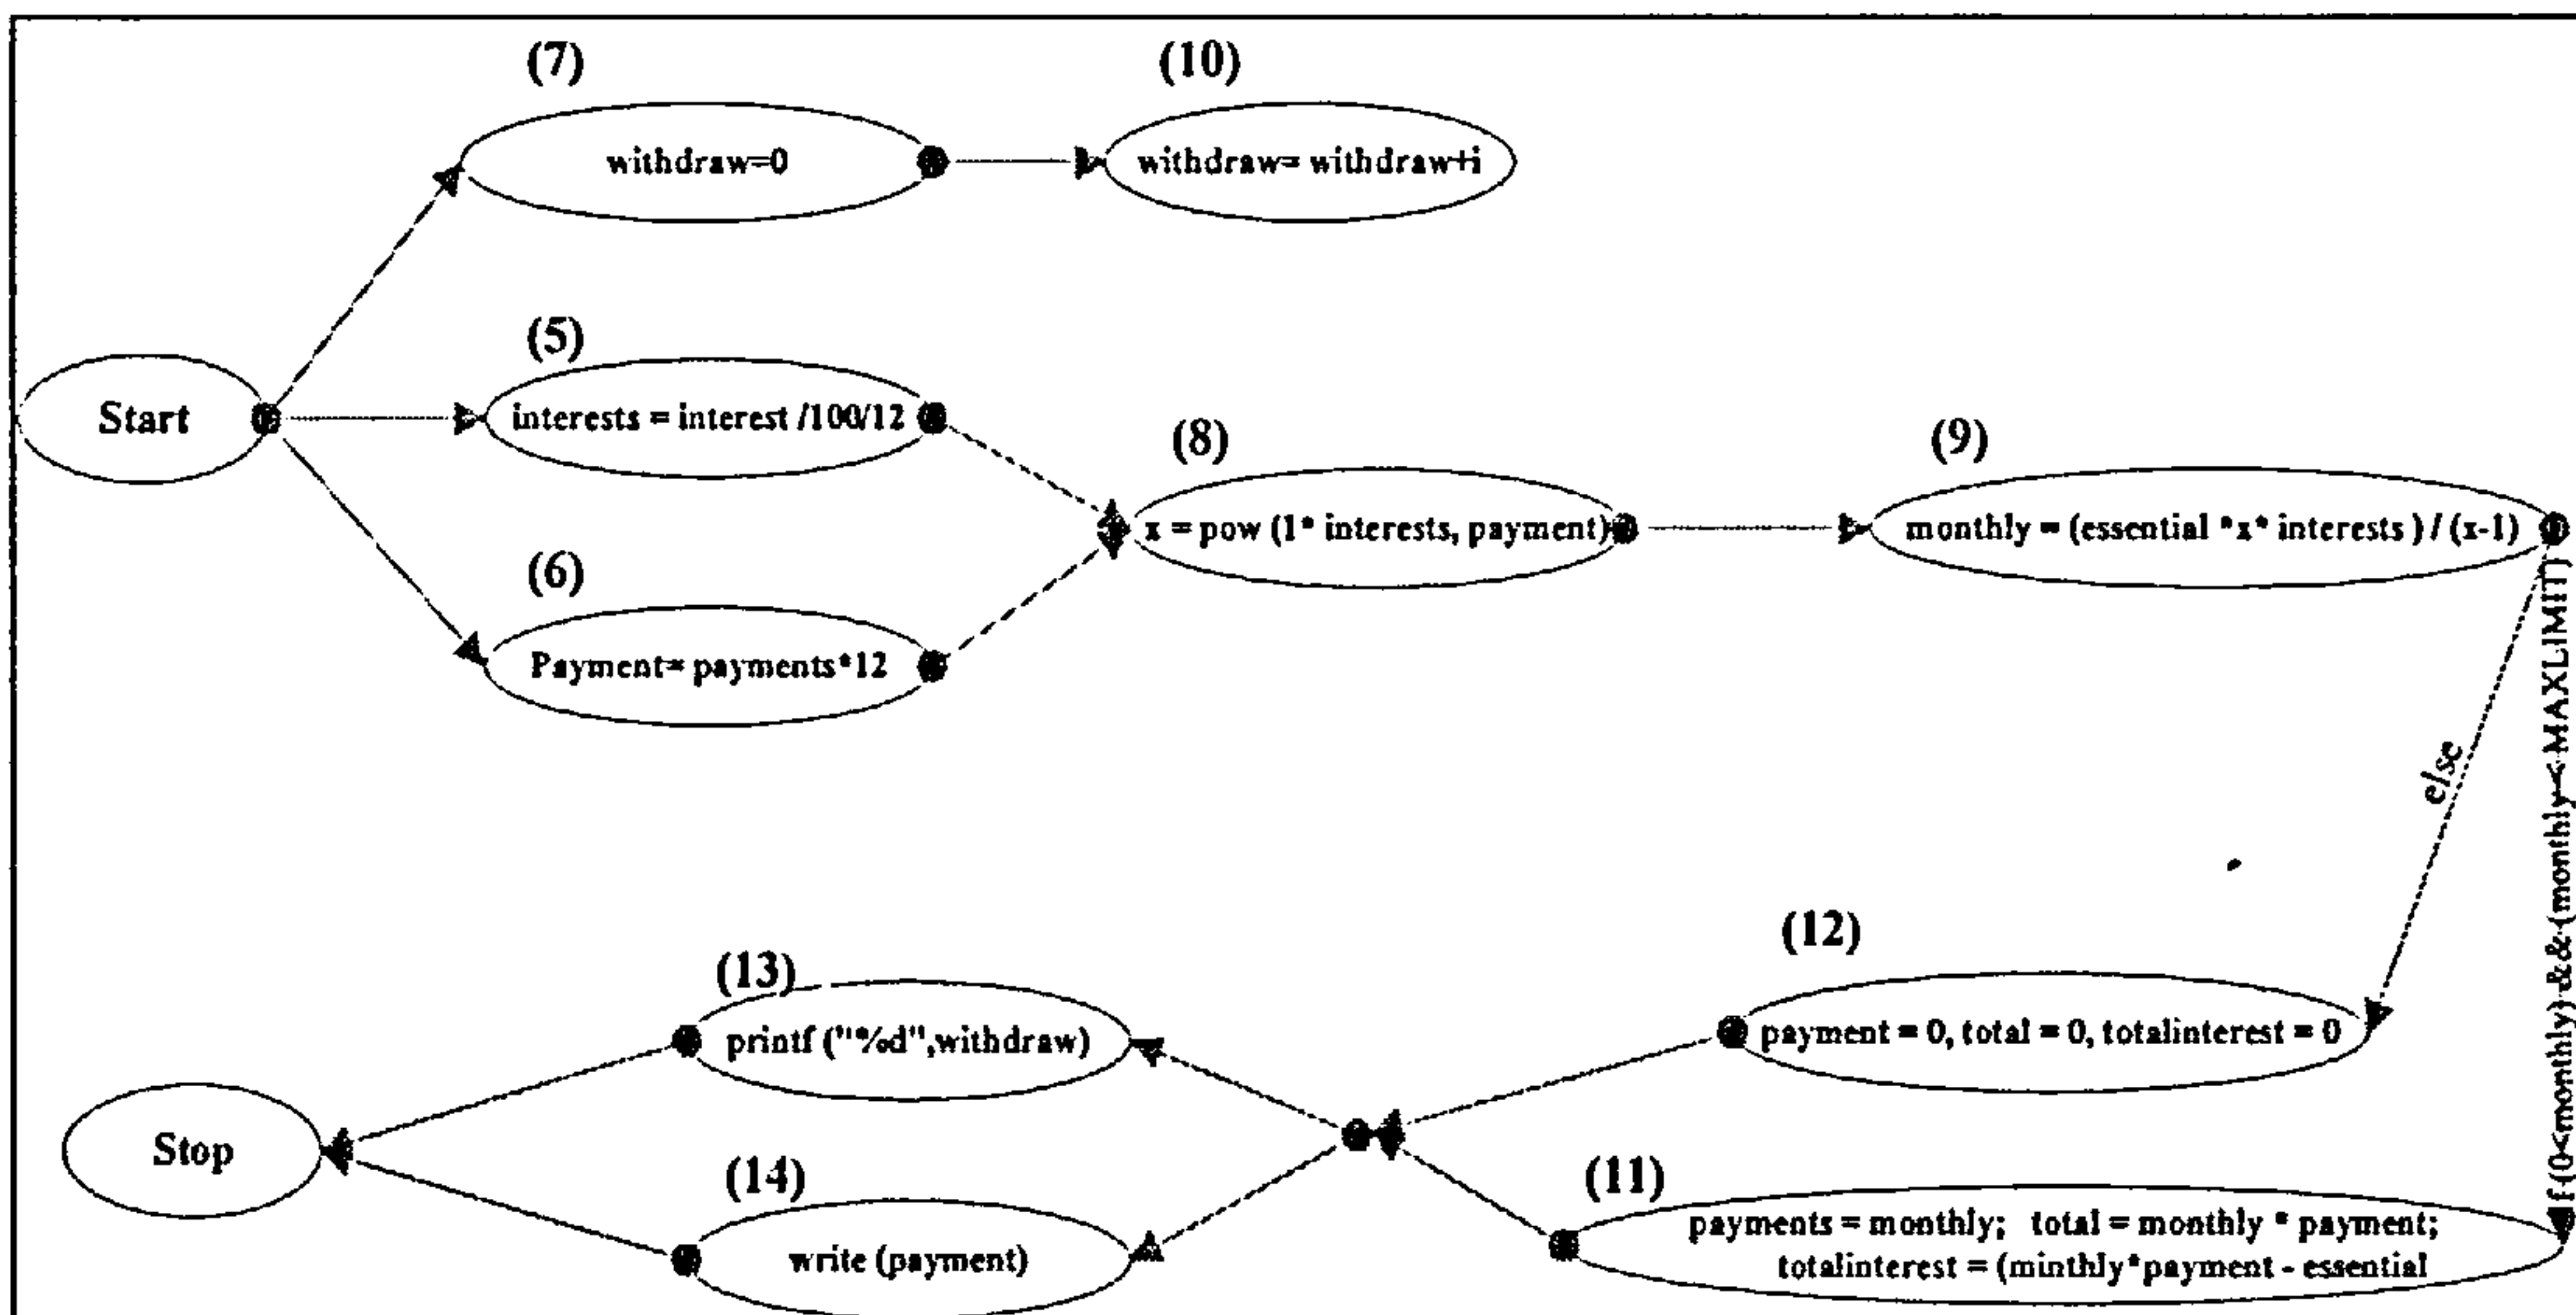 (7)
(10)
withdraw=0
withdraw= withdraw+i
(5)
Start
interests = interest /100/12
(8)
(9)
x = pow (1* interests, payment)
monthly = (essential *x* interests ) / (x-1)
(6)
Payment= payments*12
else
if (0<monthly) && (monthly < MAXLIMIT)
(12)
(13)
payment = 0, total = 0, totalinterest = 0
printf ("%d",withdraw)
Stop
(14)
(11)
write (payment)
payments = monthly; total = monthly * payment;
totalinterest = (minthly*payment - essential